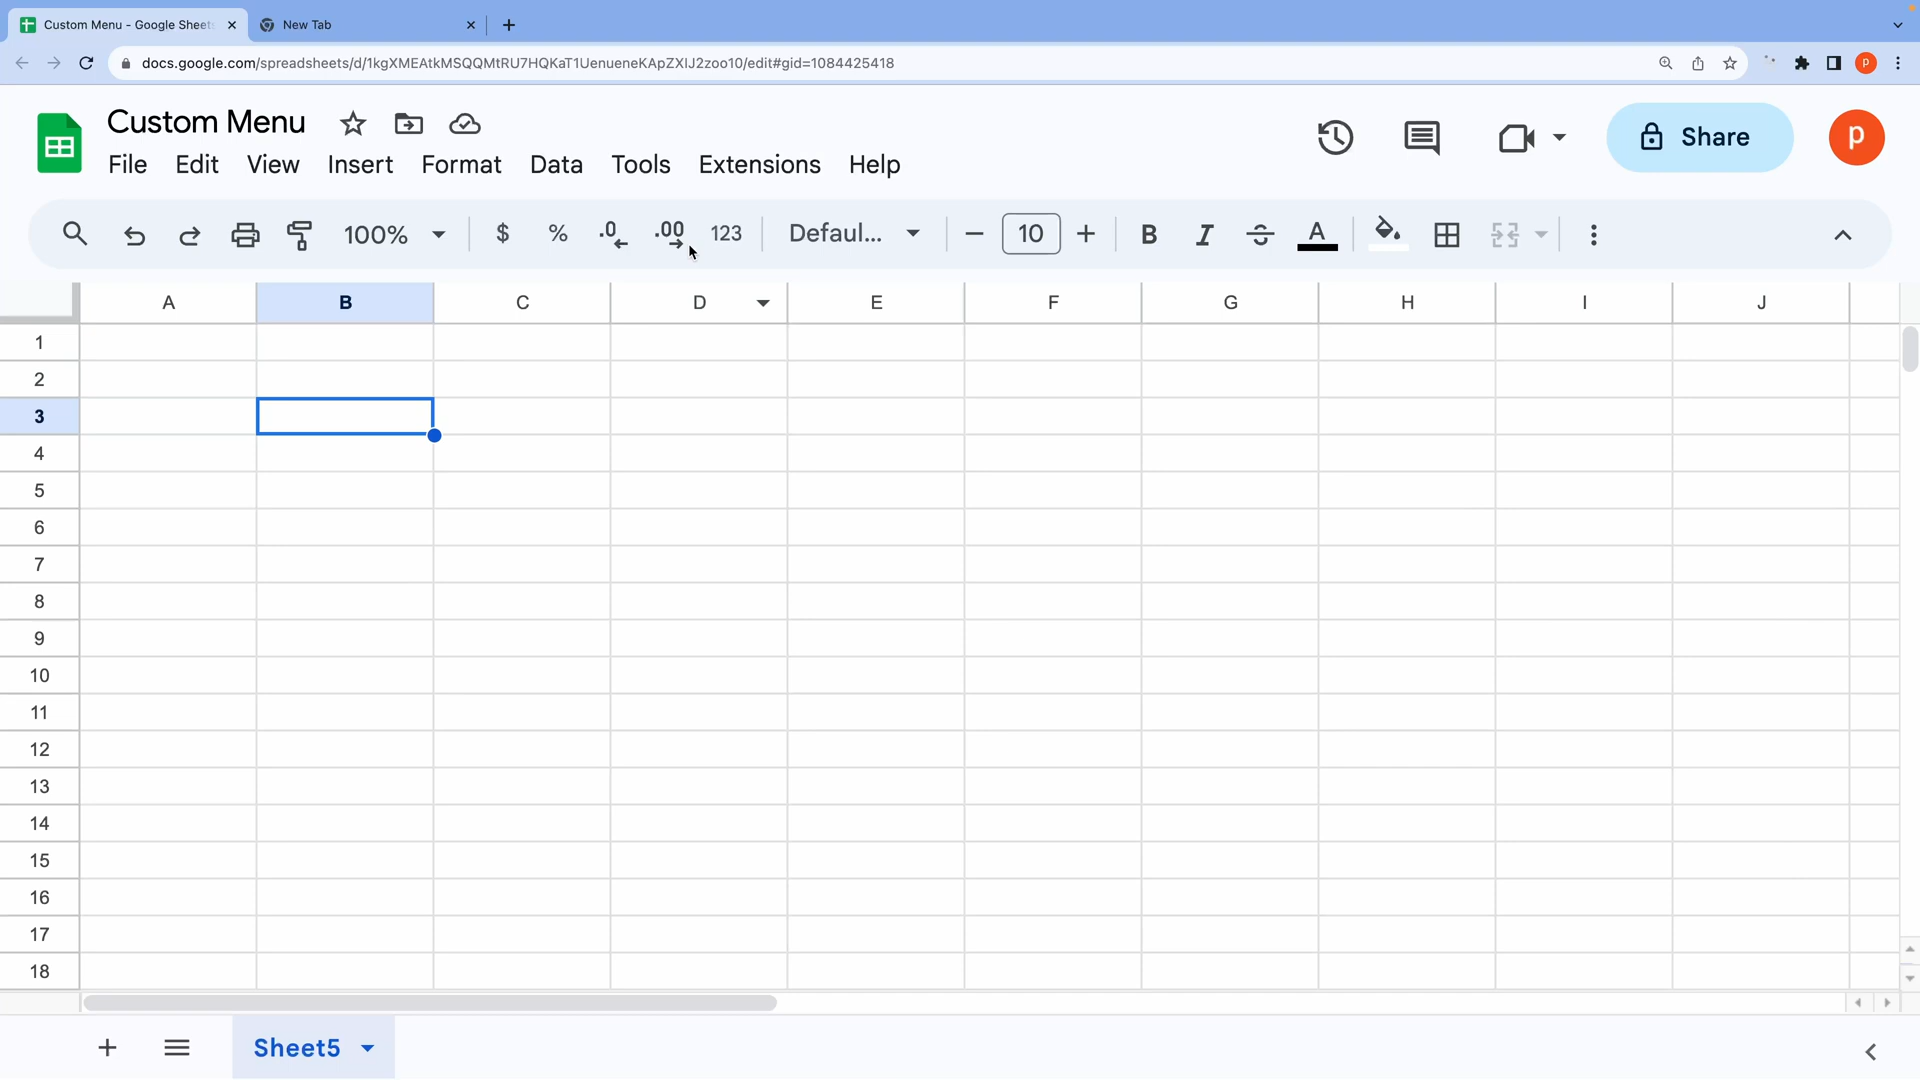 Custom Menu - Google Sheets
New Tab
docs.google.com/spreadsheets/d/1kgXMEAtkMSQQMtRU7HQKaT1UenueneKApZXIJ2zoo10/edit#gid=1084425418
P
Custom Menu
File Edit View Insert Format Data Tools Extensions Help
Share
p
100% $ % .0 .00 123 Defaul... 10 B I S A
A B C D E F G H I J
1
2
3
4
5
6
7
8
9
10
11
12
13
14
15
16
17
18
Sheet5